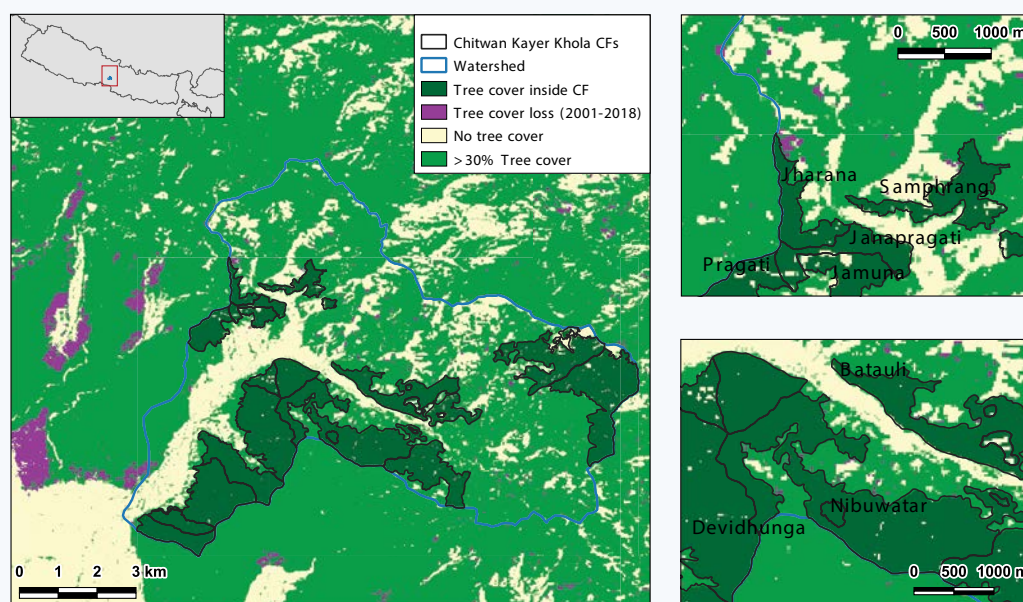 Chitwan Kayer Khola CFs
Watershed
Tree cover inside CF
Tree cover loss (2001-2018)
No tree cover
>30% Tree cover
0 1 2 3 km
0 500 1000 m
Jharana
Samphrang
Janapragati
Pragati
Jamuna
Batauli
Nibuwatar
Devidhunga
0 500 1000 m